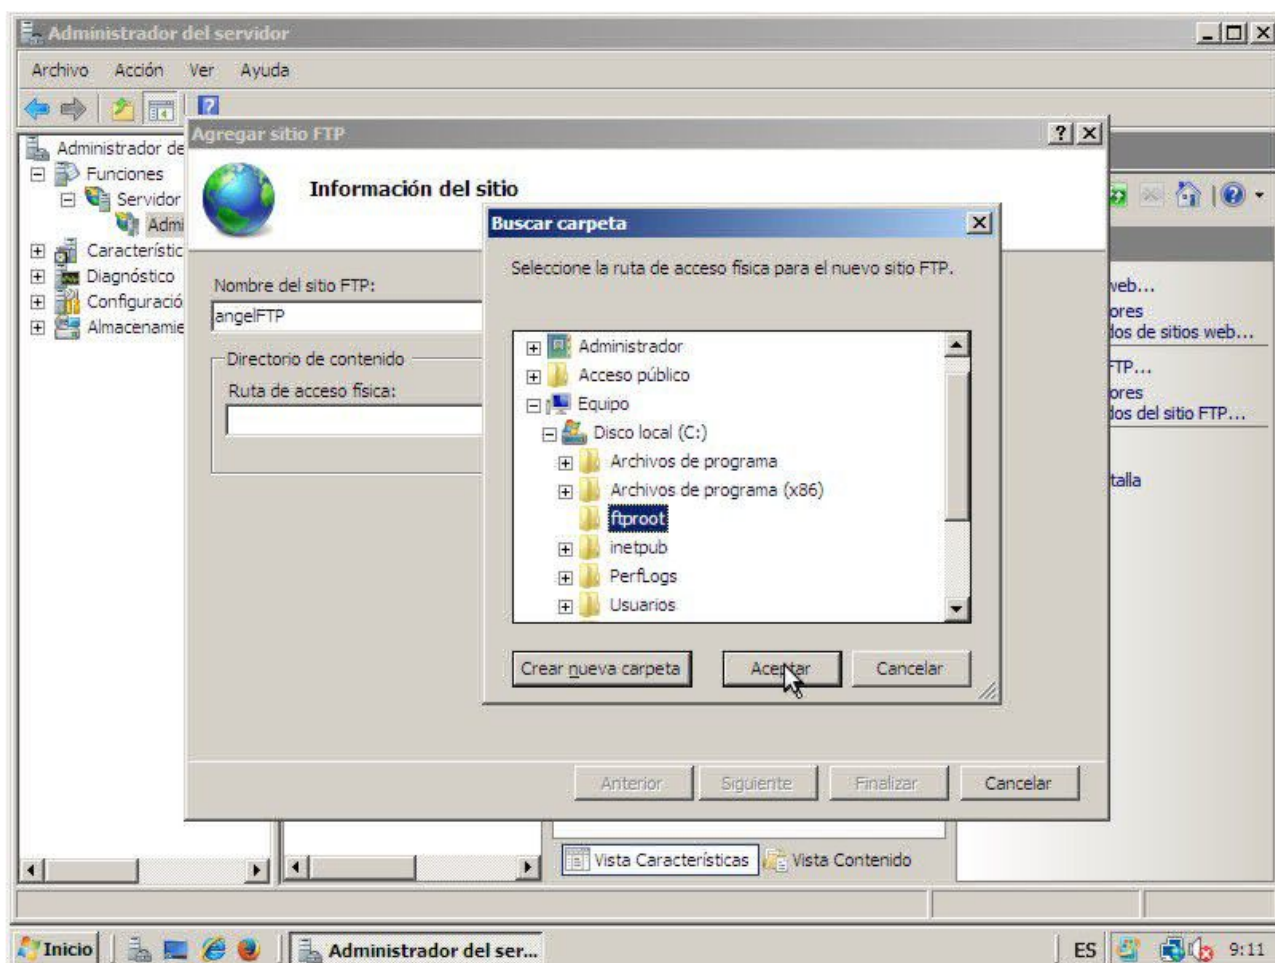 Administrador del servidor
Archivo Acción Ver Ayuda
Agregar sitio FTP
Administrador de
Funciones
Servidor
Admi
Característic
Diagnóstico
Configuració
Almacenamie
Información del sitio
Nombre del sitio FTP:
angelFTP
Directorio de contenido
Ruta de acceso física:
Buscar carpeta
Seleccione la ruta de acceso física para el nuevo sitio FTP.
Administrador
Acceso público
Equipo
Disco local (C:)
Archivos de programa
Archivos de programa (x86)
ftproot
inetpub
PerfLogs
Usuarios
Crear nueva carpeta Aceptar Cancelar
web...
ores
dos de sitios web...
FTP...
ores
dos del sitio FTP...
talla
Anterior Siguiente Finalizar Cancelar
Vista Características Vista Contenido
Inicio Administrador del ser... ES 9:11